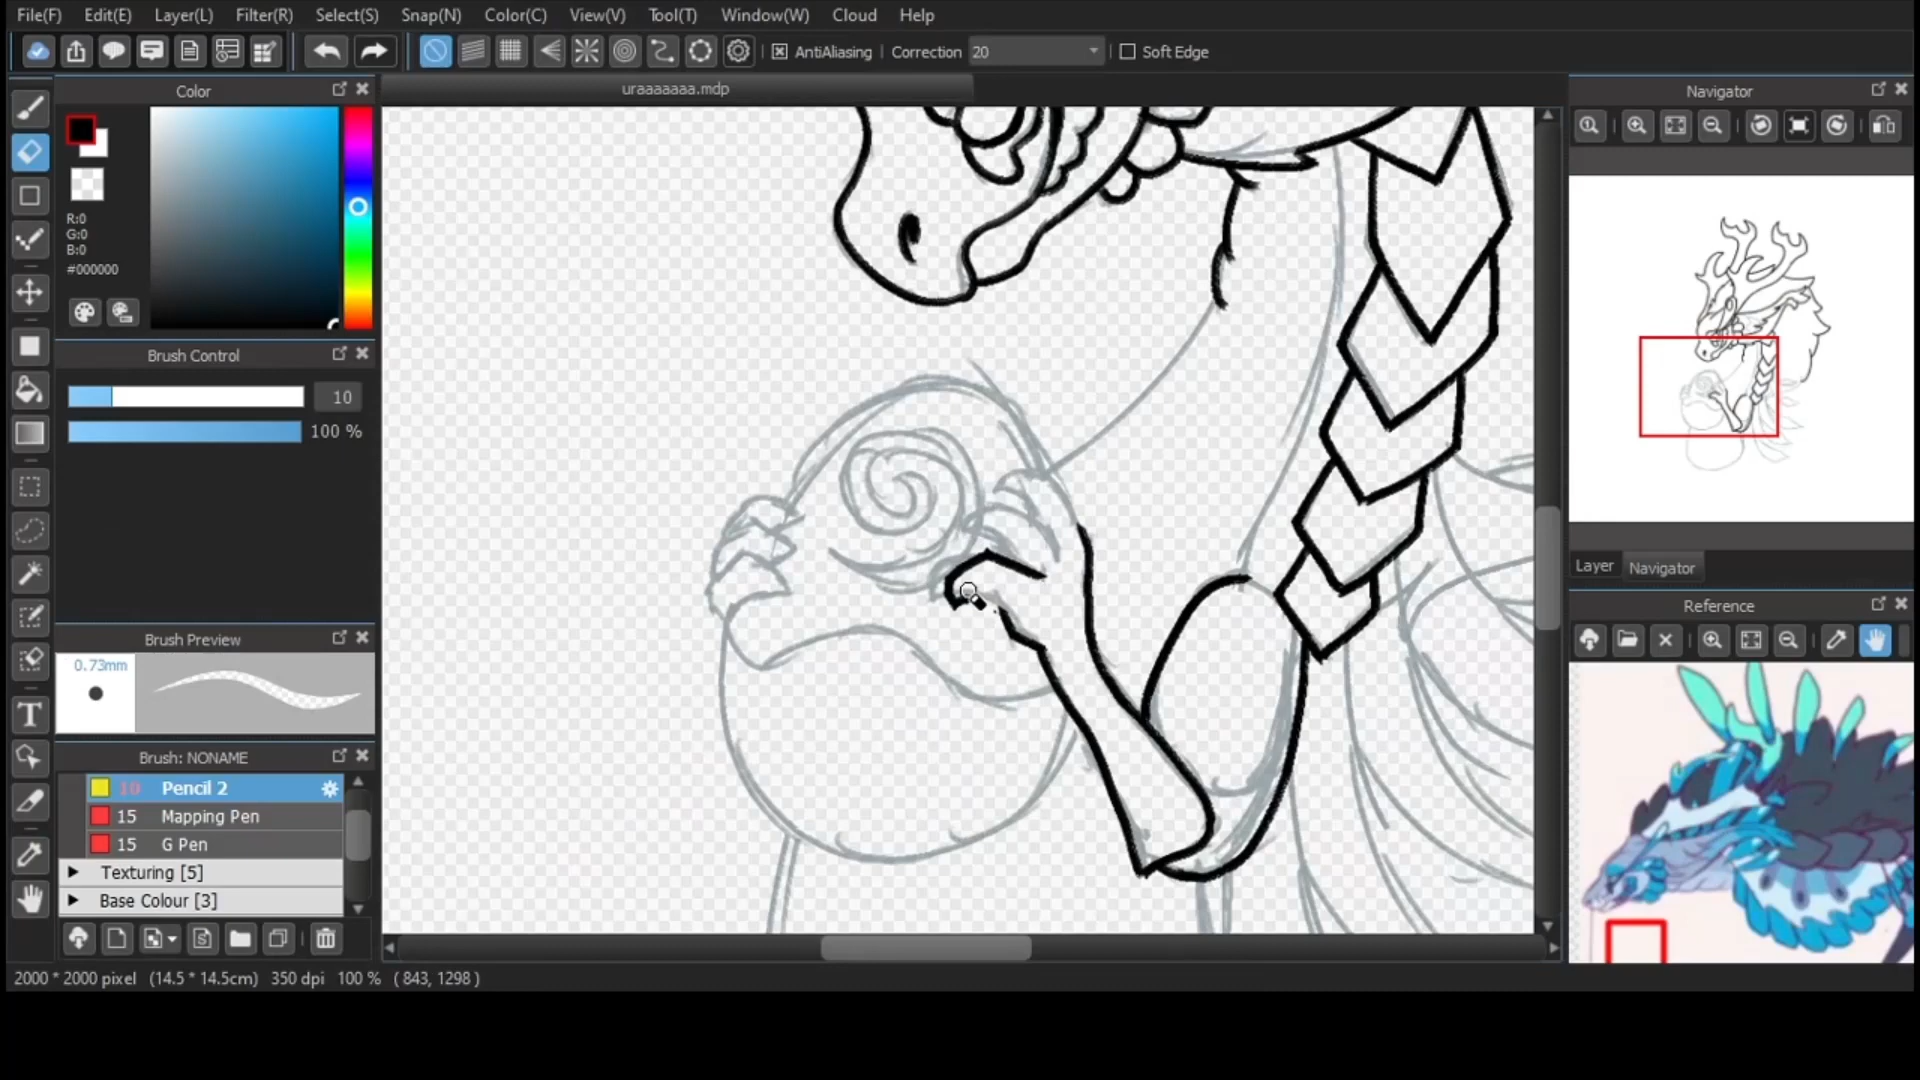 File(F) Edit(E) Layer(L) Filter(R) Select(S) Snap(N) Color(C) View(V) Tool(T) Window(W) Cloud Help
AntiAliasing Correction 20 Soft Edge
Color
uraaaaaaa.mdp
Navigator
R:0
G:0
B:0
#000000
Brush Control
10
100 %
Layer Navigator
Reference
Brush Preview
0.73mm
Brush: NONAME
10 Pencil 2
15 Mapping Pen
15 G Pen
Texturing [5]
Base Colour [3]
2000 * 2000 pixel (14.5 * 14.5cm) 350 dpi 100 % ( 843, 1298 )